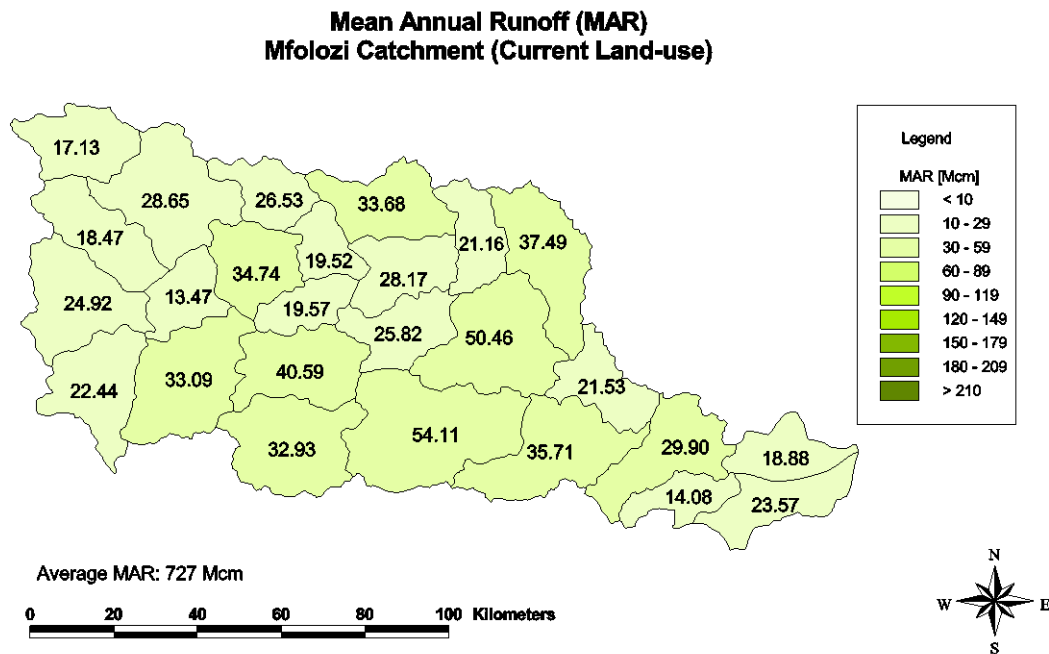 Mean Annual Runoff (MAR)
Mfolozi Catchment (Current Land-use)
17.13
28.65
26.53
33.68
18.47
34.74
19.52
21.16
37.49
24.92
13.47
19.57
28.17
25.82
50.46
22.44
33.09
40.59
21.53
32.93
54.11
35.71
29.90
18.88
14.08
23.57
Legend
MAR [Mcm]
< 10
10 - 29
30 - 59
60 - 89
90 - 119
120 - 149
150 - 179
180 - 209
> 210
Average MAR: 727 Mcm
0 20 40 60 80 100 Kilometers
N
W E
S